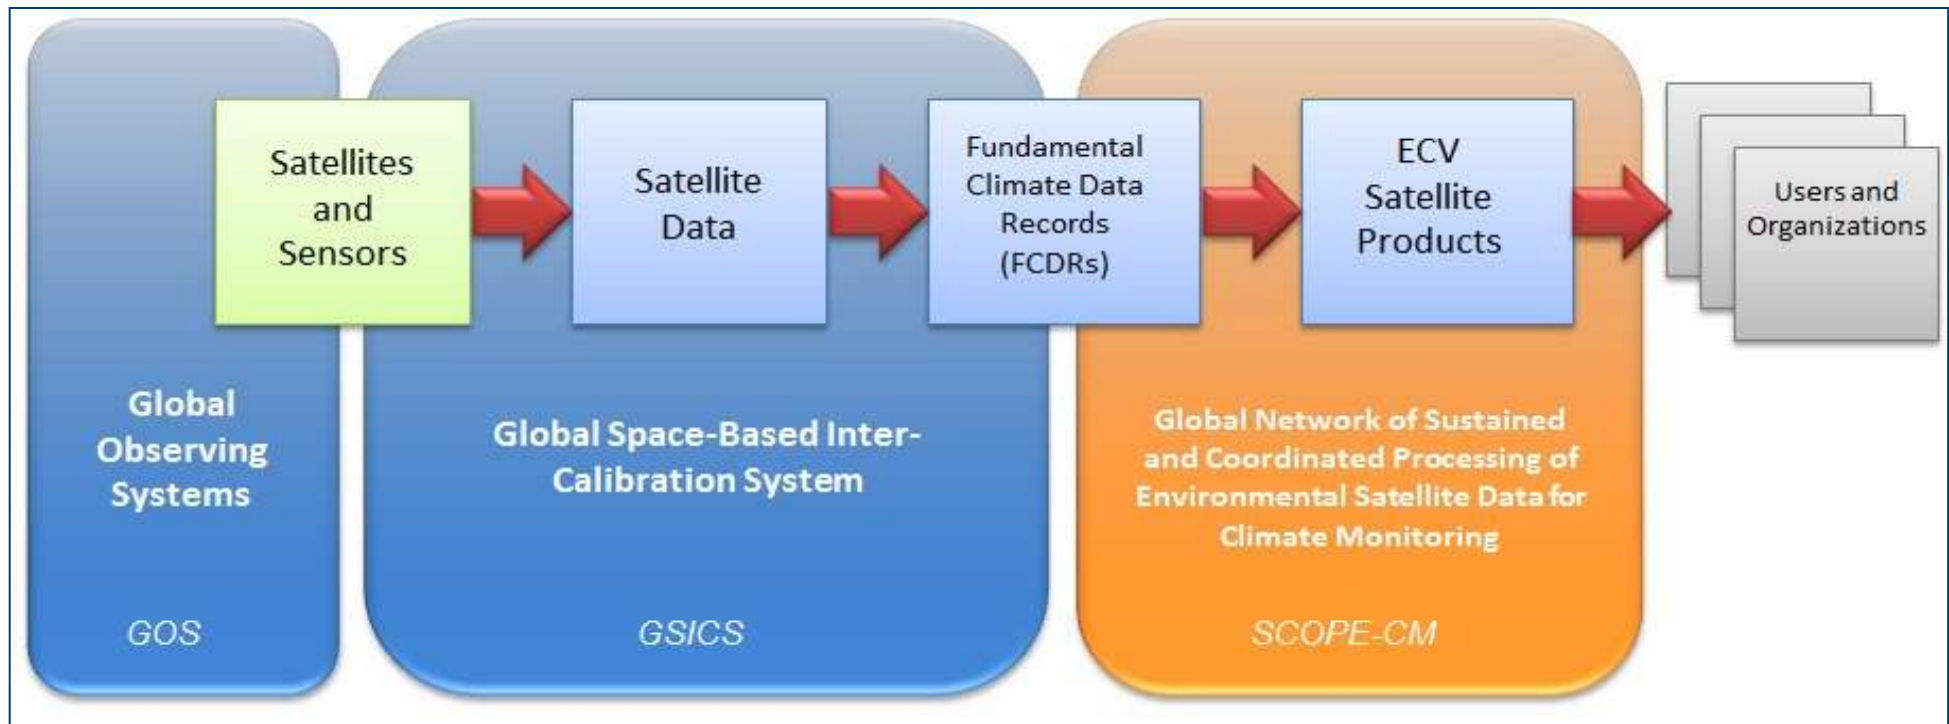 Satellites
and
Sensors
Satellite
Data
Fundamental
Climate Data
Records
(FCDRs)
ECV
Satellite
Products
Users and
Organizations
Global
Observing
Systems
Global Space-Based Inter-
Calibration System
Global Network of Sustained
and Coordinated Processing of
Environmental Satellite Data for
Climate Monitoring
GOS
GSICS
SCOPE-CM